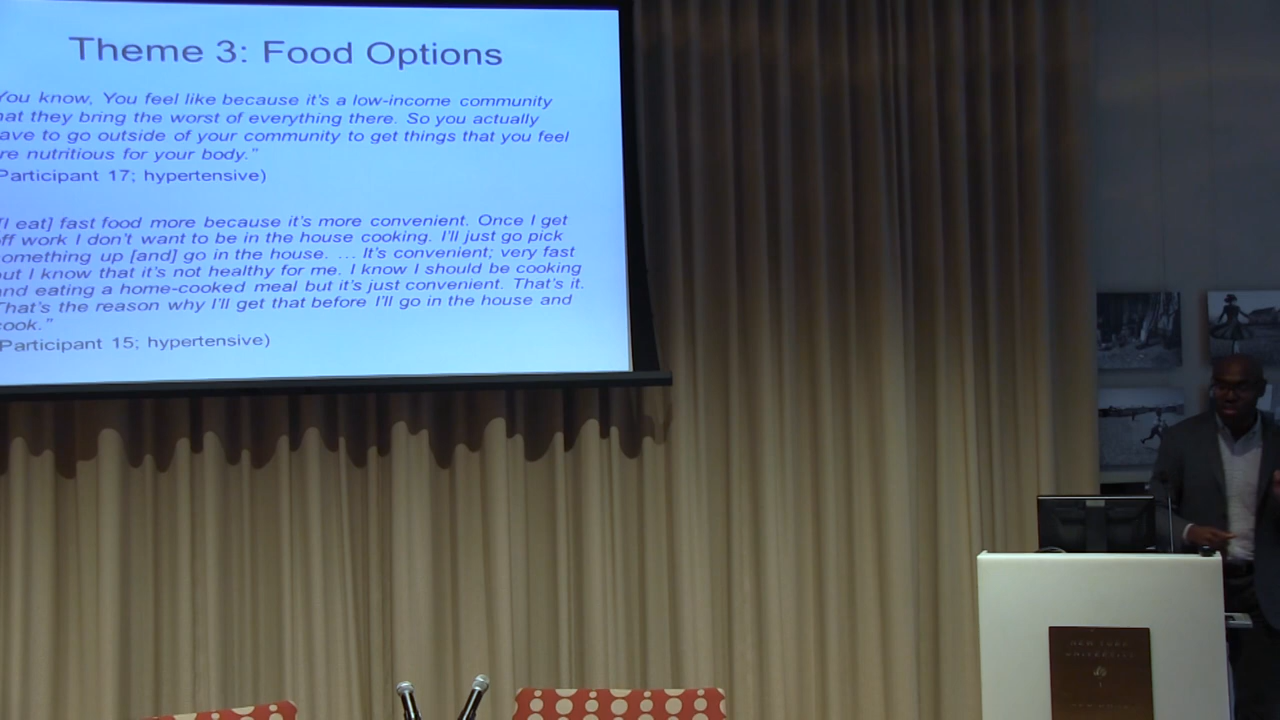 Theme 3: Food Options
You know, You feel like because it's a low-income community
at they bring the worst of everything there. So you actually
ave to go outside of your community to get things that you feel
re nutritious for your body."
Participant 17; hypertensive)
[I eat] fast food more because it's more convenient. Once I get
ff work I don't want to be in the house cooking. I'll just go pick
omething up [and] go in the house. … It's convenient; very fast
ut I know that it's not healthy for me. I know I should be cooking
nd eating a home-cooked meal but it's just convenient. That's it.
That's the reason why I'll get that before I'll go in the house and
cook."
(Participant 15; hypertensive)
NEW YORK
UNIVERSITY